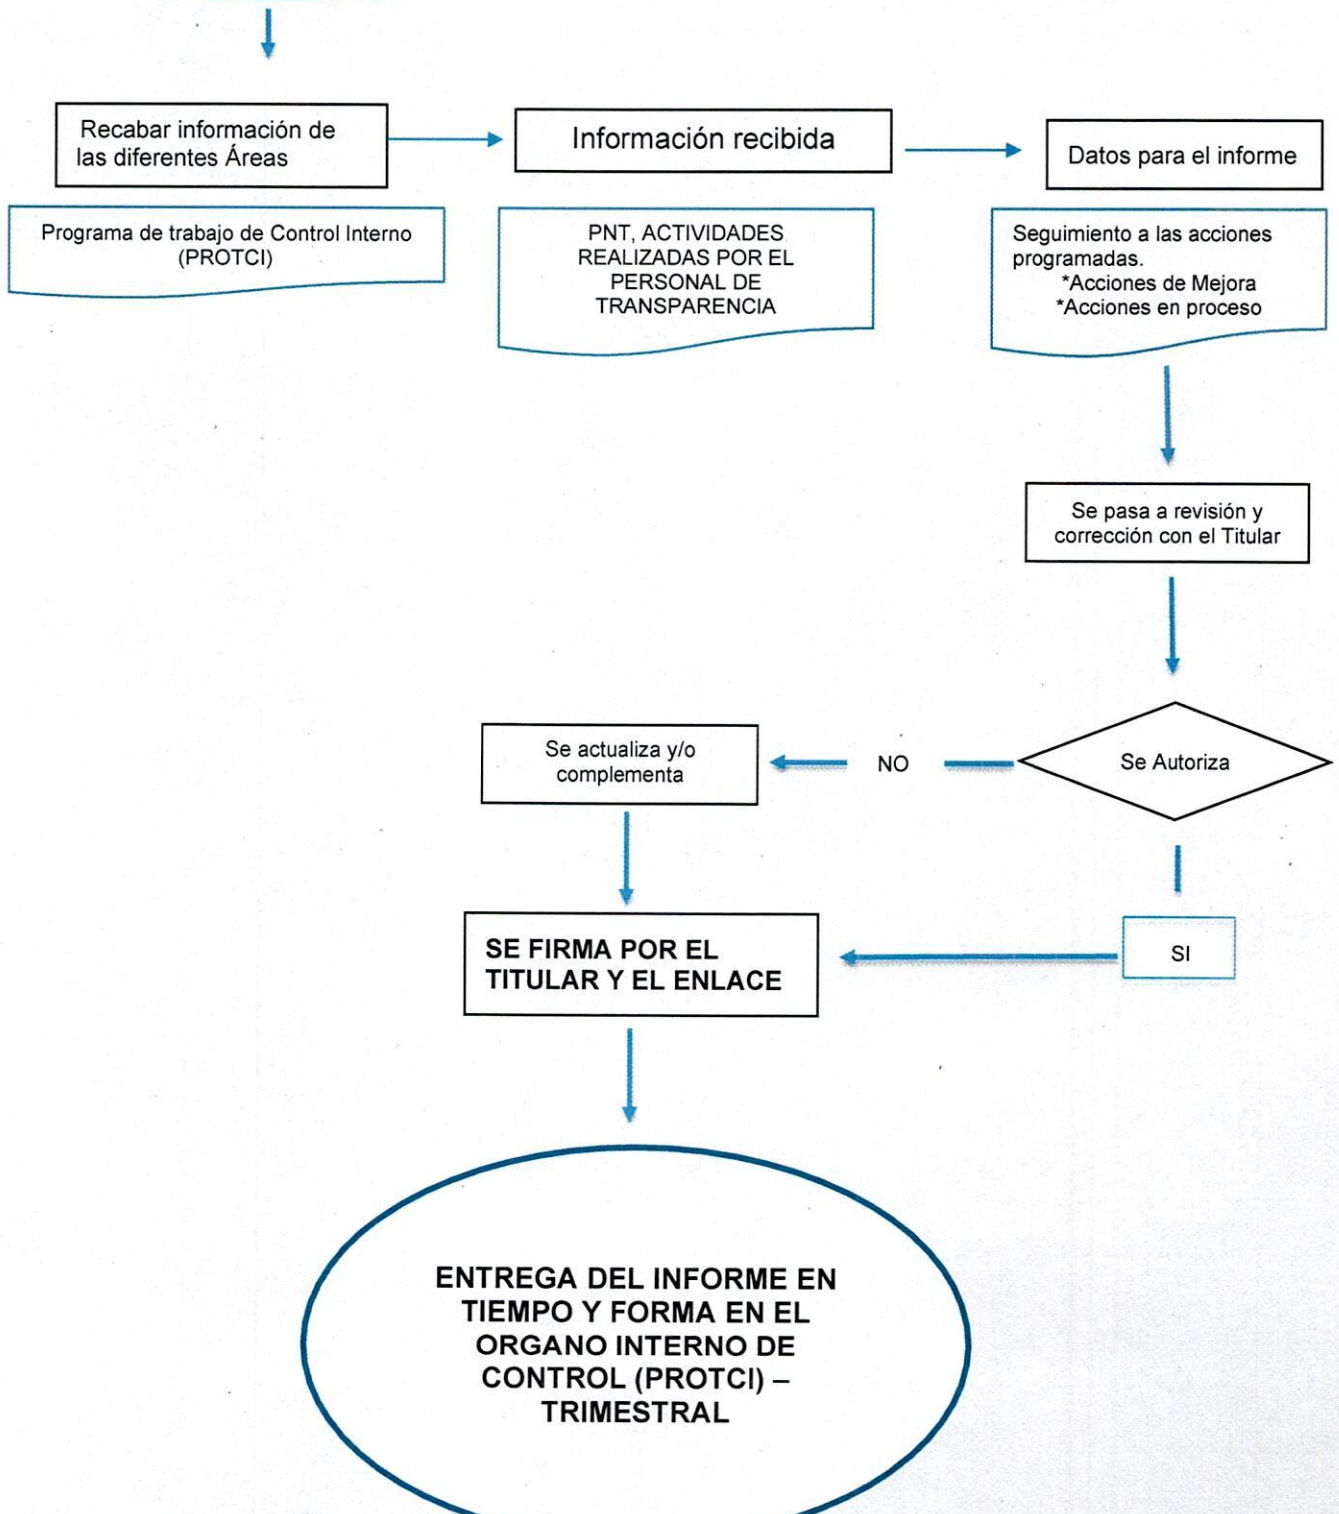 Recabar información de
las diferentes Áreas
Información recibida
Datos para el informe
Programa de trabajo de Control Interno
(PROTCI)
PNT, ACTIVIDADES
REALIZADAS POR EL
PERSONAL DE
TRANSPARENCIA
Seguimiento a las acciones
programadas.
*Acciones de Mejora
*Acciones en proceso
Se pasa a revisión y
corrección con el Titular
Se Autoriza
NO
Se actualiza y/o
complementa
SI
SE FIRMA POR EL
TITULAR Y EL ENLACE
ENTREGA DEL INFORME EN
TIEMPO Y FORMA EN EL
ORGANO INTERNO DE
CONTROL (PROTCI) –
TRIMESTRAL